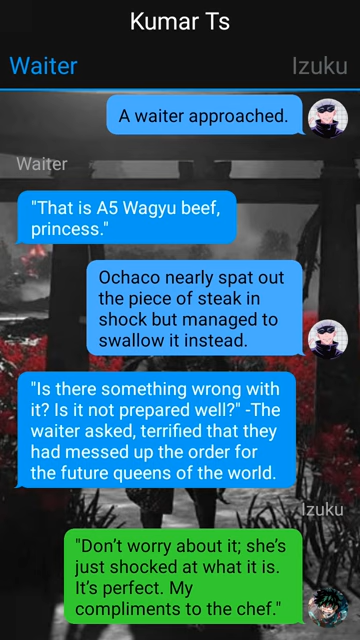 Kumar Ts
Waiter
Izuku
A waiter approached.
Waiter
"That is A5 Wagyu beef,
princess."
Ochaco nearly spat out
the piece of steak in
shock but managed to
swallow it instead.
"Is there something wrong with
it? Is it not prepared well?" -The
waiter asked, terrified that they
had messed up the order for
the future queens of the world.
Izuku
"Don’t worry about it; she’s
just shocked at what it is.
It’s perfect. My
compliments to the chef."